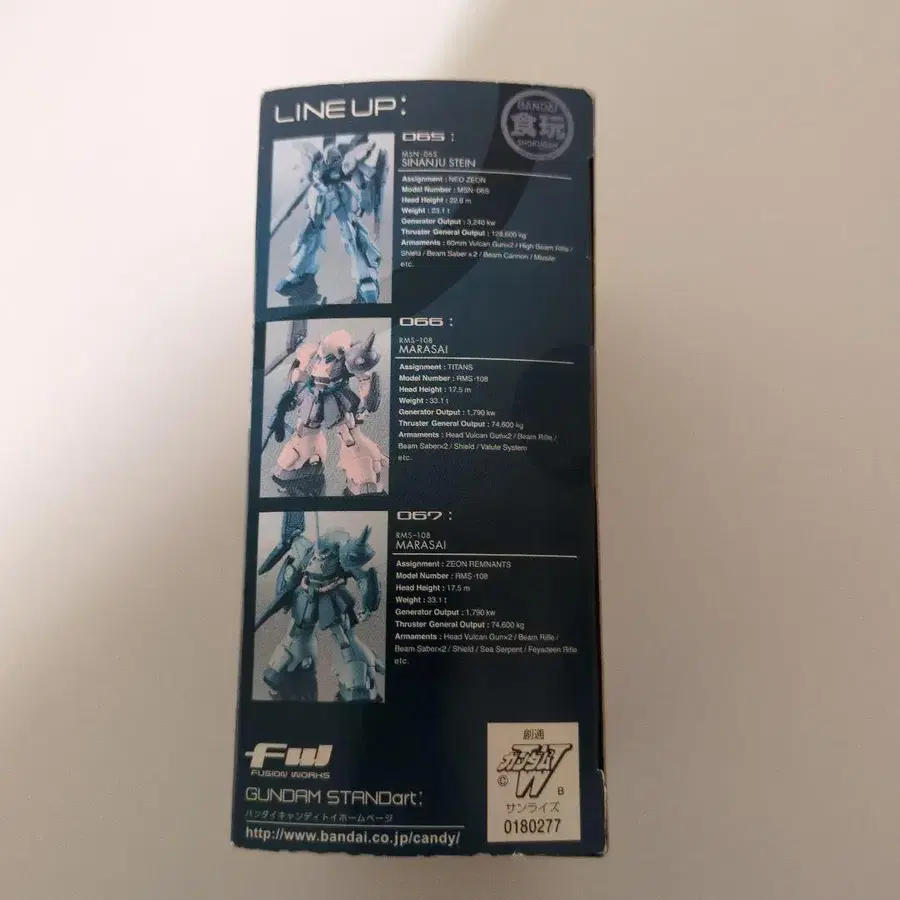 LINE UP:
BANDAI
食玩
SHOKUGAN
065:
MSN-06S
SINANJU STEIN
Assignment : NEO ZEON
Model Number : MSN-06S
Head Height : 22.6 m
Weight : 23.1 t
Generator Output : 3,240 kw
Thruster General Output : 128,600 kg
Armaments : 60mm Vulcan Gun×2 / High Beam Rifle /
Shield / Beam Saber×2 / Beam Cannon / Missile
etc.
066:
RMS-108
MARASAI
Assignment : TITANS
Model Number : RMS-108
Head Height : 17.5 m
Weight : 33.1 t
Generator Output : 1,790 kw
Thruster General Output : 74,600 kg
Armaments : Head Vulcan Gun×2 / Beam Rifle /
Beam Saber×2 / Shield / Valute System
etc.
067:
RMS-108
MARASAI
Assignment : ZEON REMNANTS
Model Number : RMS-108
Head Height : 17.5 m
Weight : 33.1 t
Generator Output : 1,790 kw
Thruster General Output : 74,600 kg
Armaments : Head Vulcan Gun×2 / Beam Rifle /
Beam Saber×2 / Shield / Sea Serpent / Feyadeen Rifle
etc.
FW
FUSION WORKS
GUNDAM STANDart:
バンダイキャンディトイホームページ
http://www.bandai.co.jp/candy/
創通
ガンダムW
© B
サンライズ
0180277